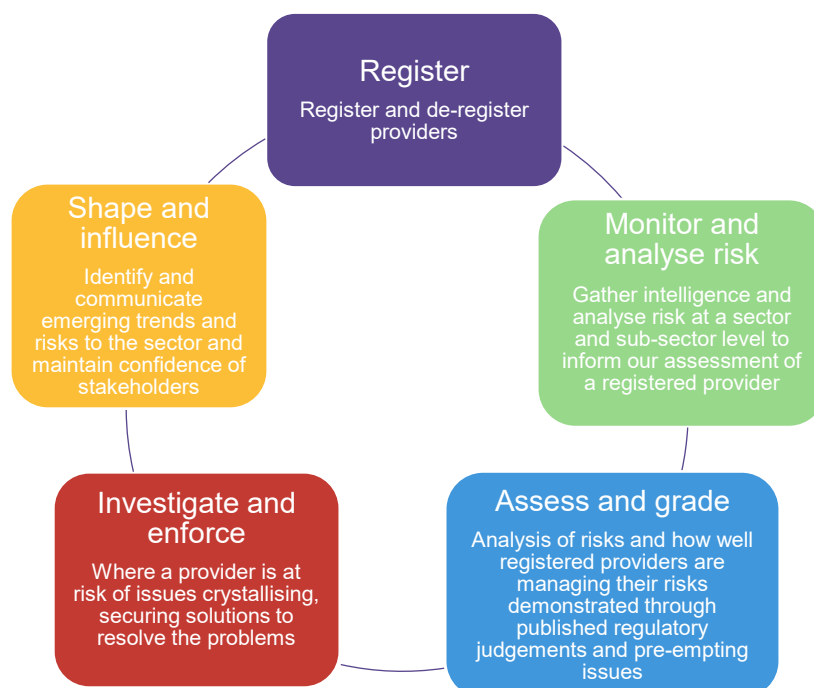 Register
Register and de-register
providers
Monitor and
analyse risk
Gather intelligence and
analyse risk at a sector
and sub-sector level to
inform our assessment of
a registered provider
Assess and grade
Analysis of risks and how well
registered providers are
managing their risks
demonstrated through
published regulatory
judgements and pre-empting
issues
Investigate and
enforce
Where a provider is at
risk of issues crystallising,
securing solutions to
resolve the problems
Shape and
influence
Identify and
communicate
emerging trends and
risks to the sector and
maintain confidence of
stakeholders